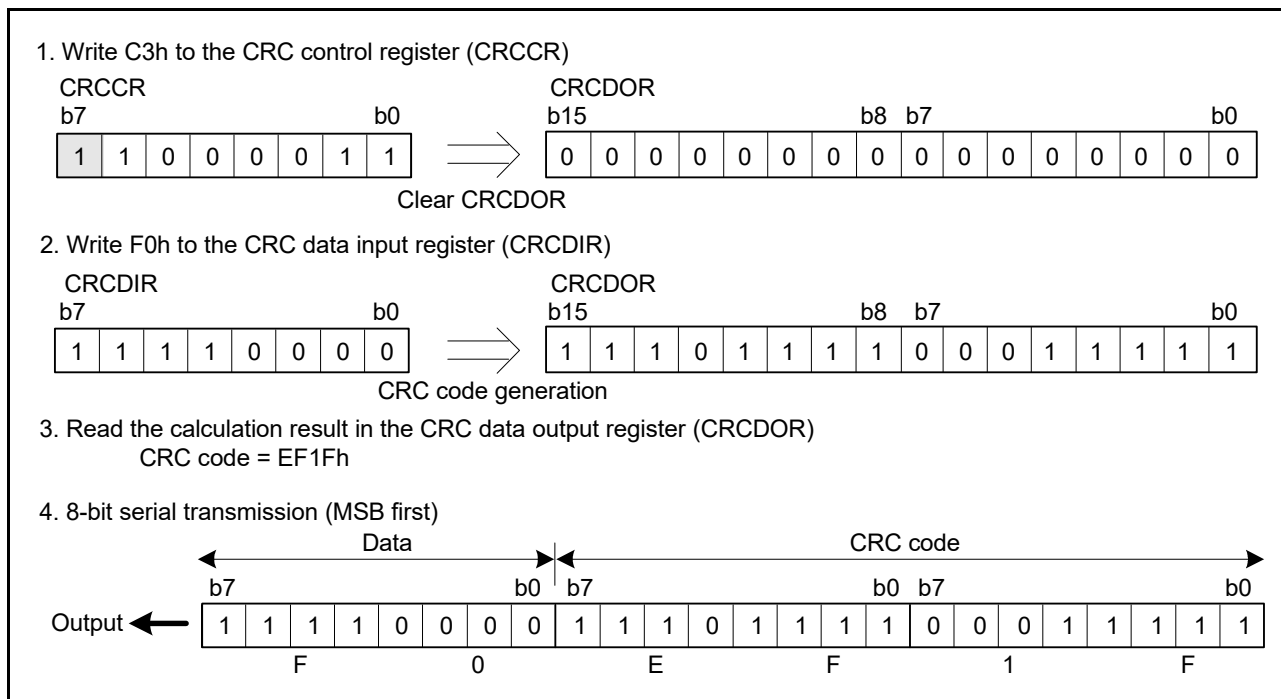 1. Write C3h to the CRC control register (CRCCR)
CRCCR CRCDOR
b7 b0 b15 b8 b7 b0
1 1 0 0 0 0 1 1 0 0 0 0 0 0 0 0 0 0 0 0 0 0 0 0
Clear CRCDOR
2. Write F0h to the CRC data input register (CRCDIR)
CRCDIR CRCDOR
b7 b0 b15 b8 b7 b0
1 1 1 1 0 0 0 0 1 1 1 0 1 1 1 1 0 0 0 1 1 1 1 1
CRC code generation
3. Read the calculation result in the CRC data output register (CRCDOR)
CRC code = EF1Fh
4. 8-bit serial transmission (MSB first)
Data CRC code
b7 b0 b7 b0 b7 b0
Output 1 1 1 1 0 0 0 0 1 1 1 0 1 1 1 1 0 0 0 1 1 1 1 1
F 0 E F 1 F